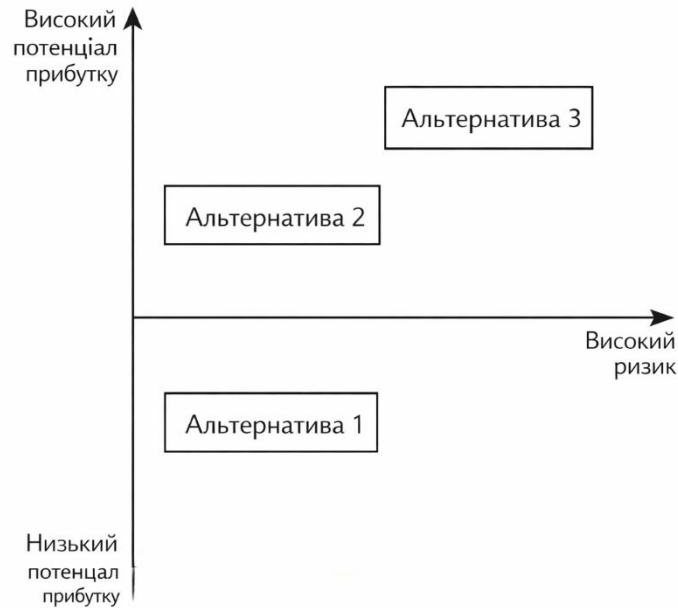 Високий
потенціал
прибутку
Альтернатива 3
Альтернатива 2
Високий
ризик
Альтернатива 1
Низький
потенцал
прибутку